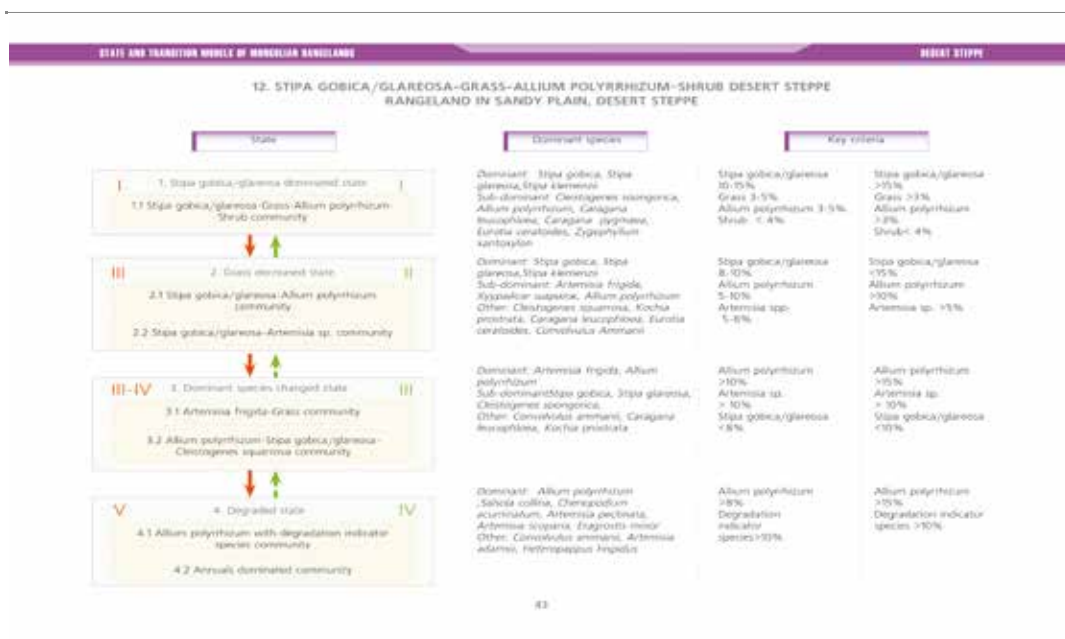 STATE AND TRANSITION MODELS OF MONGOLIAN RANGELANDS
DESERT STEPPE
12. STIPA GOBICA/GLAREOSA-GRASS-ALLIUM POLYRRHIZUM-SHRUB DESERT STEPPE
RANGELAND IN SANDY PLAIN, DESERT STEPPE
State
Dominant species
Key criteria
I
1. Stipa gobica/glareosa dominated state
I
1.1 Stipa gobica/glareosa-Grass-Allium polyrrhizum-
Shrub community
Dominant: Stipa gobica, Stipa
glareosa,Stipa klemenzii
Sub-dominant: Cleistogenes soongorica,
Allium polyrrhizum, Caragana
leucophloea, Caragana pygmaea,
Eurotia ceratoides, Zygophyllum
xantoxylon
Stipa gobica/glareosa
10-15%
Grass 3-5%
Allium polyrrhizum 3-5%
Shrub < 4%
Stipa gobica/glareosa
>15%
Grass >3%
Allium polyrrhizum
>3%
Shrub< 4%
III
2. Grass decreased state
II
2.1 Stipa gobica/glareosa-Allium polyrrhizum
community
2.2 Stipa gobica/glareosa-Artemisia sp. community
Dominant: Stipa gobica, Stipa
glareosa,Stipa klemenzii
Sub-dominant: Artemisia frigida,
Allium polyrrhizum
Other: Cleistogenes squarrosa, Kochia
prostrata, Caragana leucophloea, Eurotia
ceratoides, Convolvulus Ammanii
Stipa gobica/glareosa
8-10%
Allium polyrrhizum
5-10%
Artemisia spp.
5-8%
Stipa gobica/glareosa
<15%
Allium polyrrhizum
>10%
Artemisia sp. >5%
III-IV
3. Dominant species changed state
III
3.1 Artemisia frigida-Grass community
3.2 Allium polyrrhizum-Stipa gobica/glareosa-
Cleistogenes squarrosa community
Dominant: Artemisia frigida, Allium
polyrrhizum
Sub-dominantStipa gobica, Stipa glareosa,
Cleistogenes soongorica,
Other: Convolvulus ammanii, Caragana
leucophloea, Kochia prostrata
Allium polyrrhizum
>10%
Artemisia sp.
> 10%
Stipa gobica/glareosa
<8%
Allium polyrrhizum
>15%
Artemisia sp.
> 10%
Stipa gobica/glareosa
<10%
V
4. Degraded state
IV
4.1 Allium polyrrhizum with degradation indicator
species community
4.2 Annuals dominated community
Dominant: Allium polyrrhizum
,Salsola collina, Chenopodium
acuminatum, Artemisia pectinata,
Artemisia scoparia, Eragrostis minor
Other: Convolvulus ammanii, Artemisia
adamsii, Heteropappus hispidus
Allium polyrrhizum
>8%
Degradation
indicator
species>10%
Allium polyrrhizum
>15%
Degradation indicator
species >10%
83